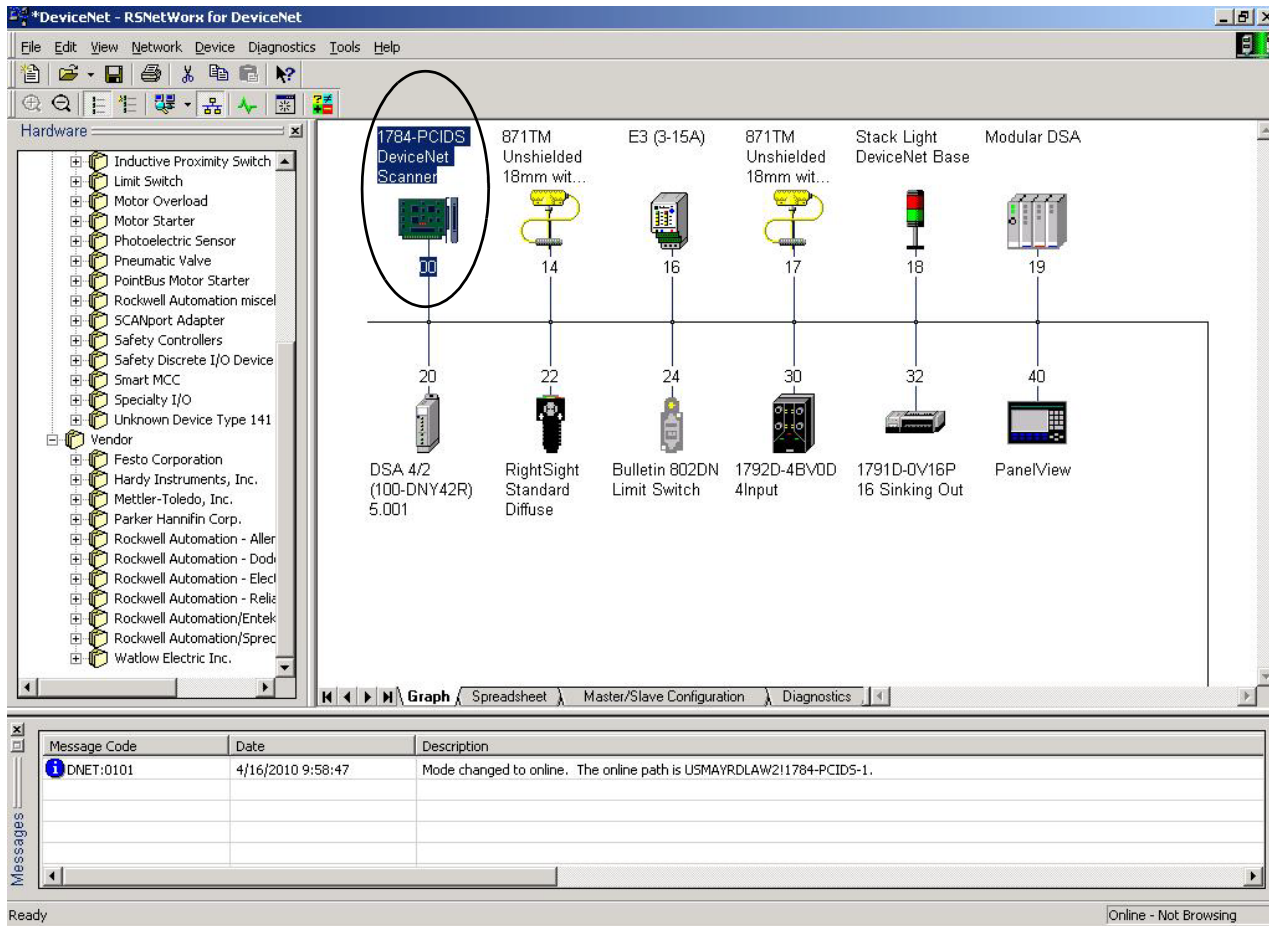 *DeviceNet - RSNetWorx for DeviceNet
File Edit View Network Device Diagnostics Tools Help
Hardware
Inductive Proximity Switch
Limit Switch
Motor Overload
Motor Starter
Photoelectric Sensor
Pneumatic Valve
PointBus Motor Starter
Rockwell Automation miscel
SCANport Adapter
Safety Controllers
Safety Discrete I/O Device
Smart MCC
Specialty I/O
Unknown Device Type 141
Vendor
Festo Corporation
Hardy Instruments, Inc.
Mettler-Toledo, Inc.
Parker Hannifin Corp.
Rockwell Automation - Aller
Rockwell Automation - Dod
Rockwell Automation - Elect
Rockwell Automation - Relia
Rockwell Automation/Entek
Rockwell Automation/Sprec
Watlow Electric Inc.
1784-PCIDS
DeviceNet
Scanner
00
871TM
Unshielded
18mm wit...
14
E3 (3-15A)
16
871TM
Unshielded
18mm wit...
17
Stack Light
DeviceNet Base
18
Modular DSA
19
20
DSA 4/2
(100-DNY42R)
5.001
22
RightSight
Standard
Diffuse
24
Bulletin 802DN
Limit Switch
30
1792D-4BV0D
4Input
32
1791D-0V16P
16 Sinking Out
40
PanelView
Graph Spreadsheet Master/Slave Configuration Diagnostics
Messages
Message Code Date Description
DNET:0101 4/16/2010 9:58:47 Mode changed to online. The online path is USMAYRDLAW2!1784-PCIDS-1.
Ready
Online - Not Browsing